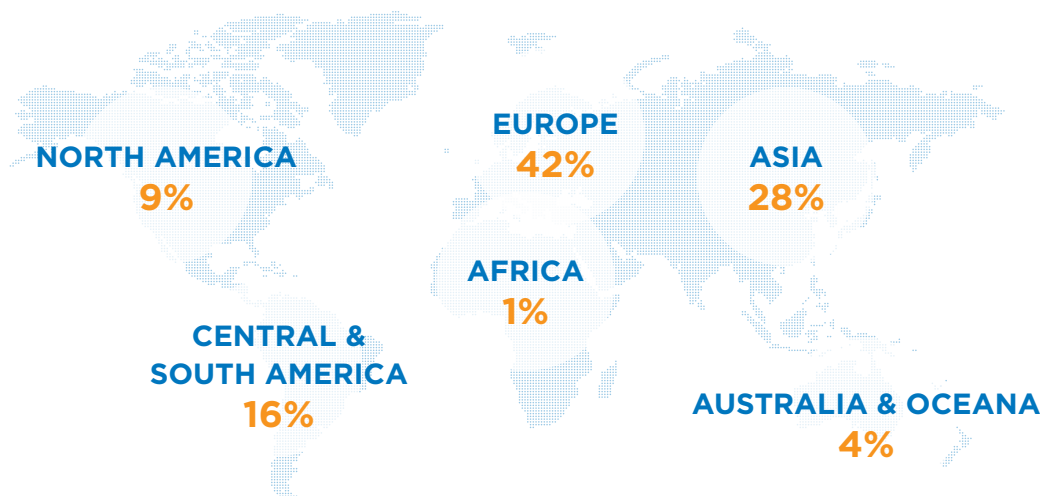 EUROPE
42%
NORTH AMERICA
9%
ASIA
28%
AFRICA
1%
CENTRAL &
SOUTH AMERICA
16%
AUSTRALIA & OCEANA
4%